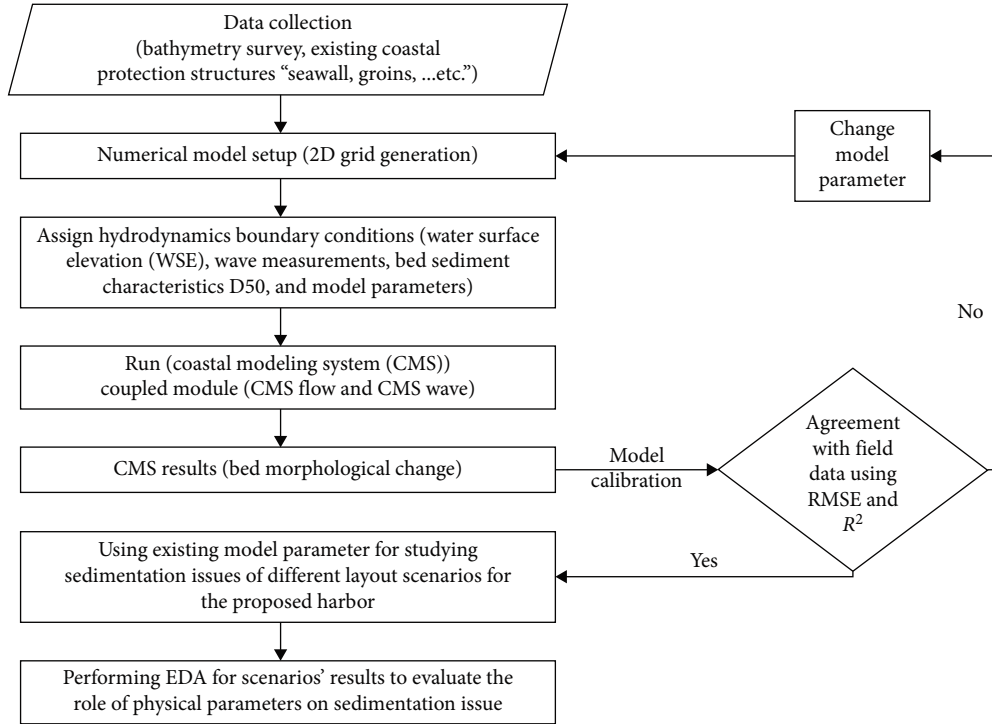 Data collection
(bathymetry survey, existing coastal
protection structures “seawall, groins, ...etc.”)
Numerical model setup (2D grid generation)
Change
model
parameter
Assign hydrodynamics boundary conditions (water surface
elevation (WSE), wave measurements, bed sediment
characteristics D50, and model parameters)
No
Run (coastal modeling system (CMS))
coupled module (CMS flow and CMS wave)
CMS results (bed morphological change)
Model
calibration
Agreement
with field
data using
RMSE and
R²
Yes
Using existing model parameter for studying
sedimentation issues of different layout scenarios for
the proposed harbor
Performing EDA for scenarios’ results to evaluate the
role of physical parameters on sedimentation issue